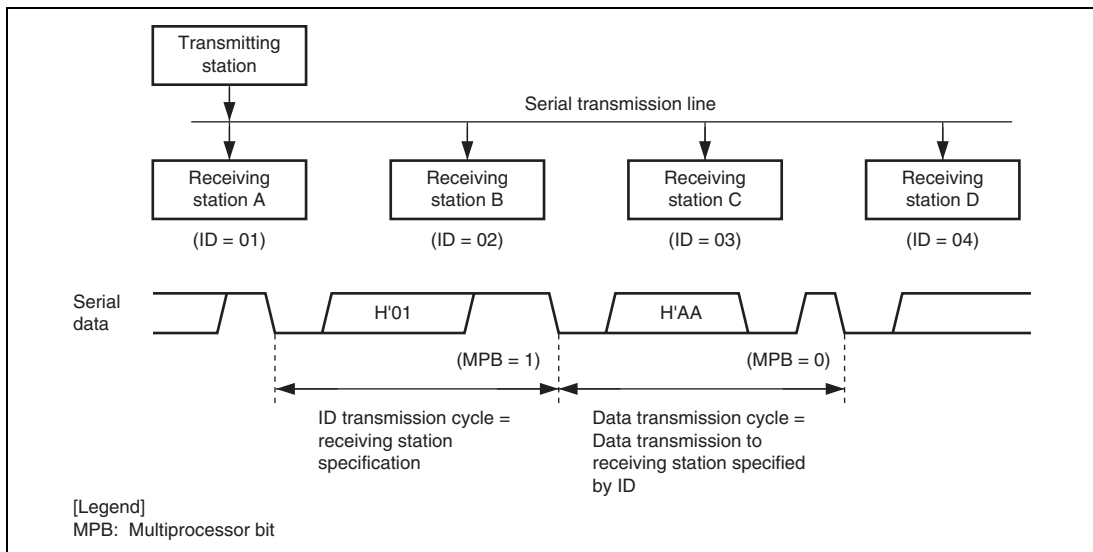 Transmitting
station
Serial transmission line
Receiving
station A
Receiving
station B
Receiving
station C
Receiving
station D
(ID = 01)
(ID = 02)
(ID = 03)
(ID = 04)
Serial
data
H'01
H'AA
(MPB = 1)
(MPB = 0)
ID transmission cycle =
receiving station
specification
Data transmission cycle =
Data transmission to
receiving station specified
by ID
[Legend]
MPB: Multiprocessor bit